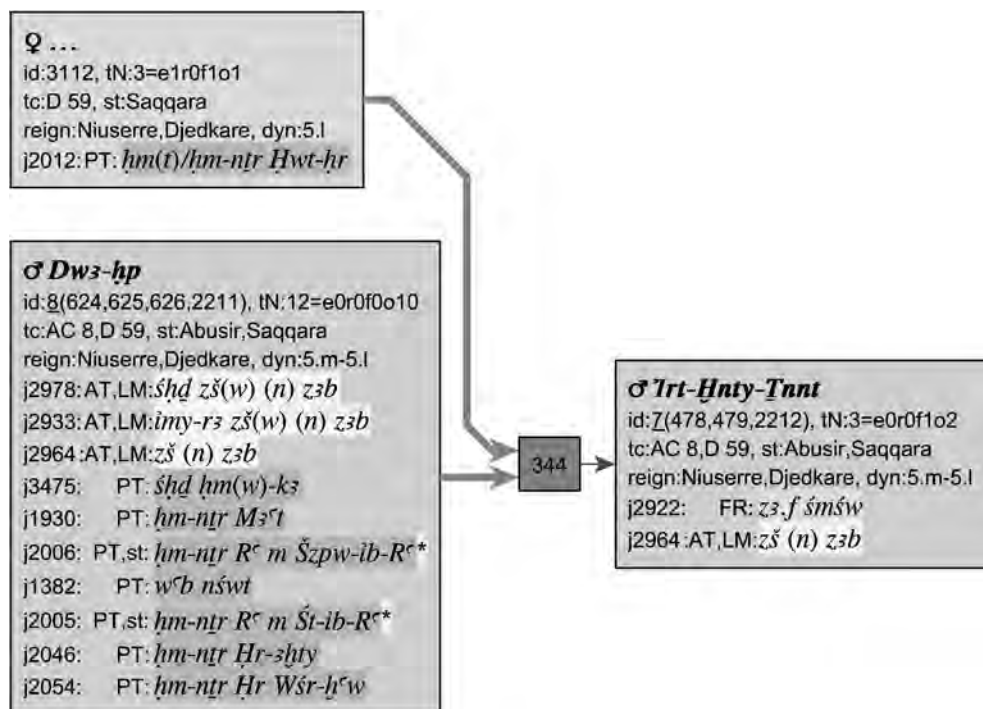 ♀ ...
id:3112, tN:3=e1r0f1o1
tc:D 59, st:Saqqara
reign:Niuserre,Djedkare, dyn:5.l
j2012:PT: ḥm(t)/ḥm-nṯr Ḥwt-ḥr
♂ Dwꜣ-ḥp
id:8(624,625,626,2211), tN:12=e0r0f0o10
tc:AC 8,D 59, st:Abusir,Saqqara
reign:Niuserre,Djedkare, dyn:5.m-5.l
j2978:AT,LM:śḥḏ zš(w) (n) zꜣb
j2933:AT,LM:ỉmy-rꜣ zš(w) (n) zꜣb
j2964:AT,LM:zš (n) zꜣb
j3475: PT: śḥḏ ḥm(w)-kꜣ
j1930: PT: ḥm-nṯr Mꜣꜥt
j2006: PT,st: ḥm-nṯr Rꜥ m Šzpw-ỉb-Rꜥ*
j1382: PT: wꜥb nśwt
j2005: PT,st: ḥm-nṯr Rꜥ m Śt-ỉb-Rꜥ*
j2046: PT: ḥm-nṯr Ḥr-ꜣḫty
j2054: PT: ḥm-nṯr Ḥr Wśr-ḫꜥw
344
♂ Ỉrt-Ḫnty-Ṯnnt
id:7(478,479,2212), tN:3=e0r0f1o2
tc:AC 8,D 59, st:Abusir,Saqqara
reign:Niuserre,Djedkare, dyn:5.m-5.l
j2922: FR: zꜣ.f śmśw
j2964:AT,LM: zš (n) zꜣb